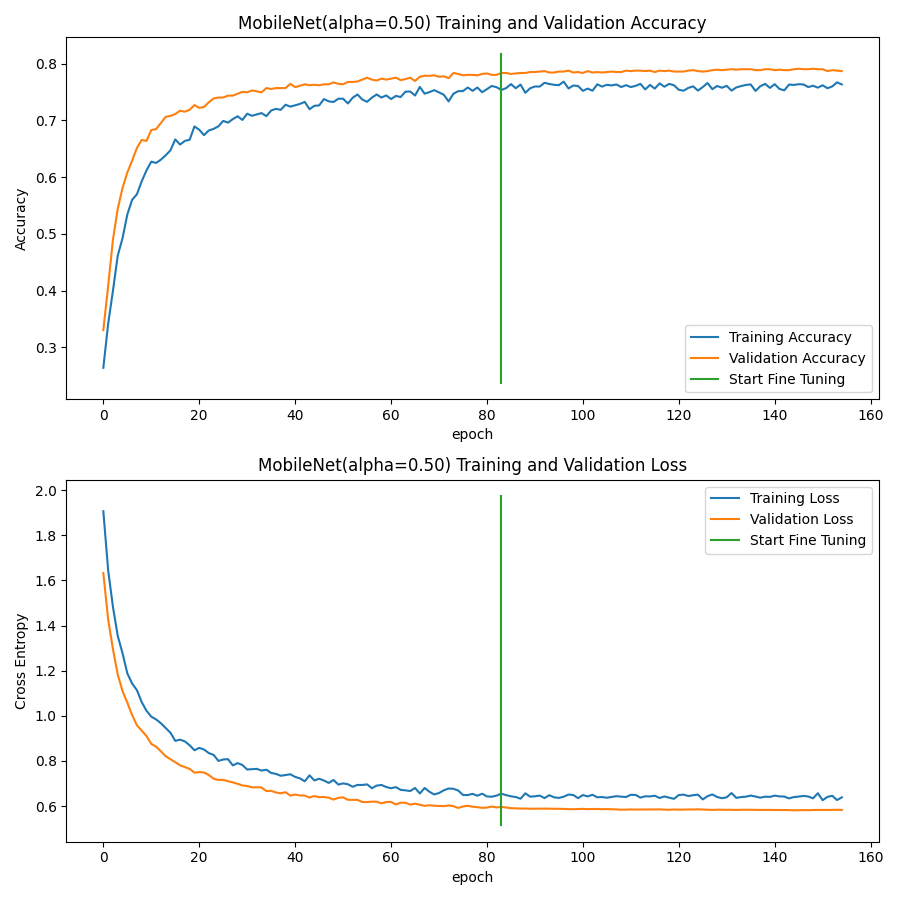 MobileNet(alpha=0.50) Training and Validation Accuracy
Accuracy
0.8
0.7
0.6
0.5
0.4
0.3
Training Accuracy
Validation Accuracy
Start Fine Tuning
0 20 40 60 80 100 120 140 160
epoch
MobileNet(alpha=0.50) Training and Validation Loss
Cross Entropy
2.0
1.8
1.6
1.4
1.2
1.0
0.8
0.6
Training Loss
Validation Loss
Start Fine Tuning
0 20 40 60 80 100 120 140 160
epoch